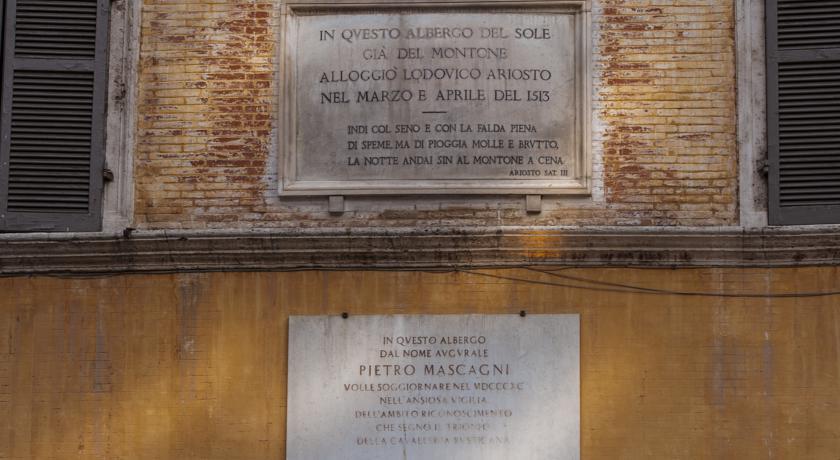 IN QVESTO ALBERGO DEL SOLE
GIÀ DEL MONTONE
ALLOGGIO LODOVICO ARIOSTO
NEL MARZO E APRILE DEL 1513
INDI COL SENO E CON LA FALDA PIENA
DI SPEME, MA DI PIOGGIA MOLLE E BRVTTO,
LA NOTTE ANDAI SIN AL MONTONE A CENA
ARIOSTO SAT. III
IN QVESTO ALBERGO
DAL NOME AVGVRALE
PIETRO MASCAGNI
VOLLE SOGGIORNARE NEL MDCCCXC
NELL'ANSIOSA VIGILIA
DELL'AMBITO RICONOSCIMENTO
CHE SEGNO IL TRIONFO
DELLA CAVALLERIA RVSTICANA